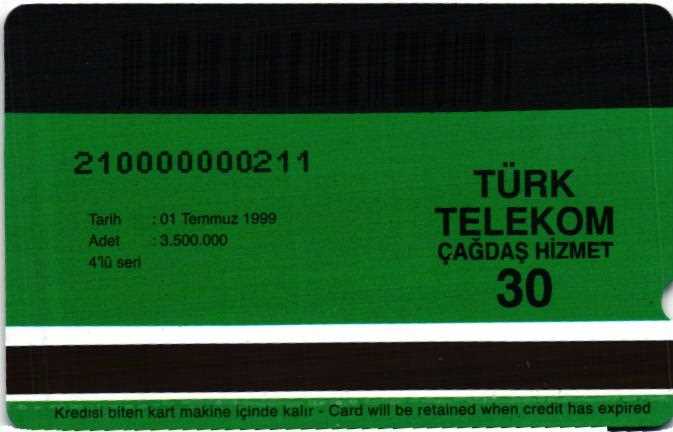 210000000211
Tarih : 01 Temmuz 1999
Adet : 3.500.000
4'lü seri
TÜRK
TELEKOM
ÇAĞDAŞ HİZMET
30
Kredisi biten kart makine içinde kalır - Card will be retained when credit has expired